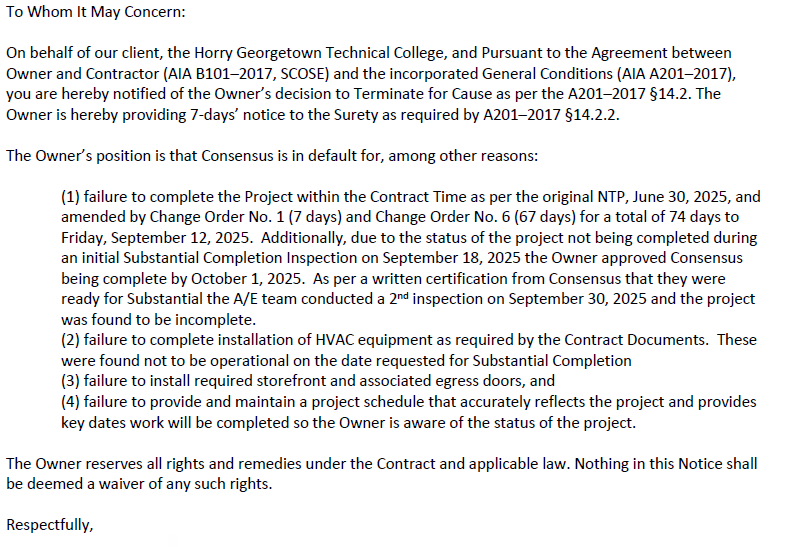 To Whom It May Concern:
On behalf of our client, the Horry Georgetown Technical College, and Pursuant to the Agreement between
Owner and Contractor (AIA B101–2017, SCOSE) and the incorporated General Conditions (AIA A201–2017),
you are hereby notified of the Owner’s decision to Terminate for Cause as per the A201–2017 §14.2. The
Owner is hereby providing 7-days’ notice to the Surety as required by A201–2017 §14.2.2.
The Owner’s position is that Consensus is in default for, among other reasons:
(1) failure to complete the Project within the Contract Time as per the original NTP, June 30, 2025, and
amended by Change Order No. 1 (7 days) and Change Order No. 6 (67 days) for a total of 74 days to
Friday, September 12, 2025.  Additionally, due to the status of the project not being completed during
an initial Substantial Completion Inspection on September 18, 2025 the Owner approved Consensus
being complete by October 1, 2025.  As per a written certification from Consensus that they were
ready for Substantial the A/E team conducted a 2nd inspection on September 30, 2025 and the project
was found to be incomplete.
(2) failure to complete installation of HVAC equipment as required by the Contract Documents.  These
were found not to be operational on the date requested for Substantial Completion
(3) failure to install required storefront and associated egress doors, and
(4) failure to provide and maintain a project schedule that accurately reflects the project and provides
key dates work will be completed so the Owner is aware of the status of the project.
The Owner reserves all rights and remedies under the Contract and applicable law. Nothing in this Notice shall
be deemed a waiver of any such rights.
Respectfully,